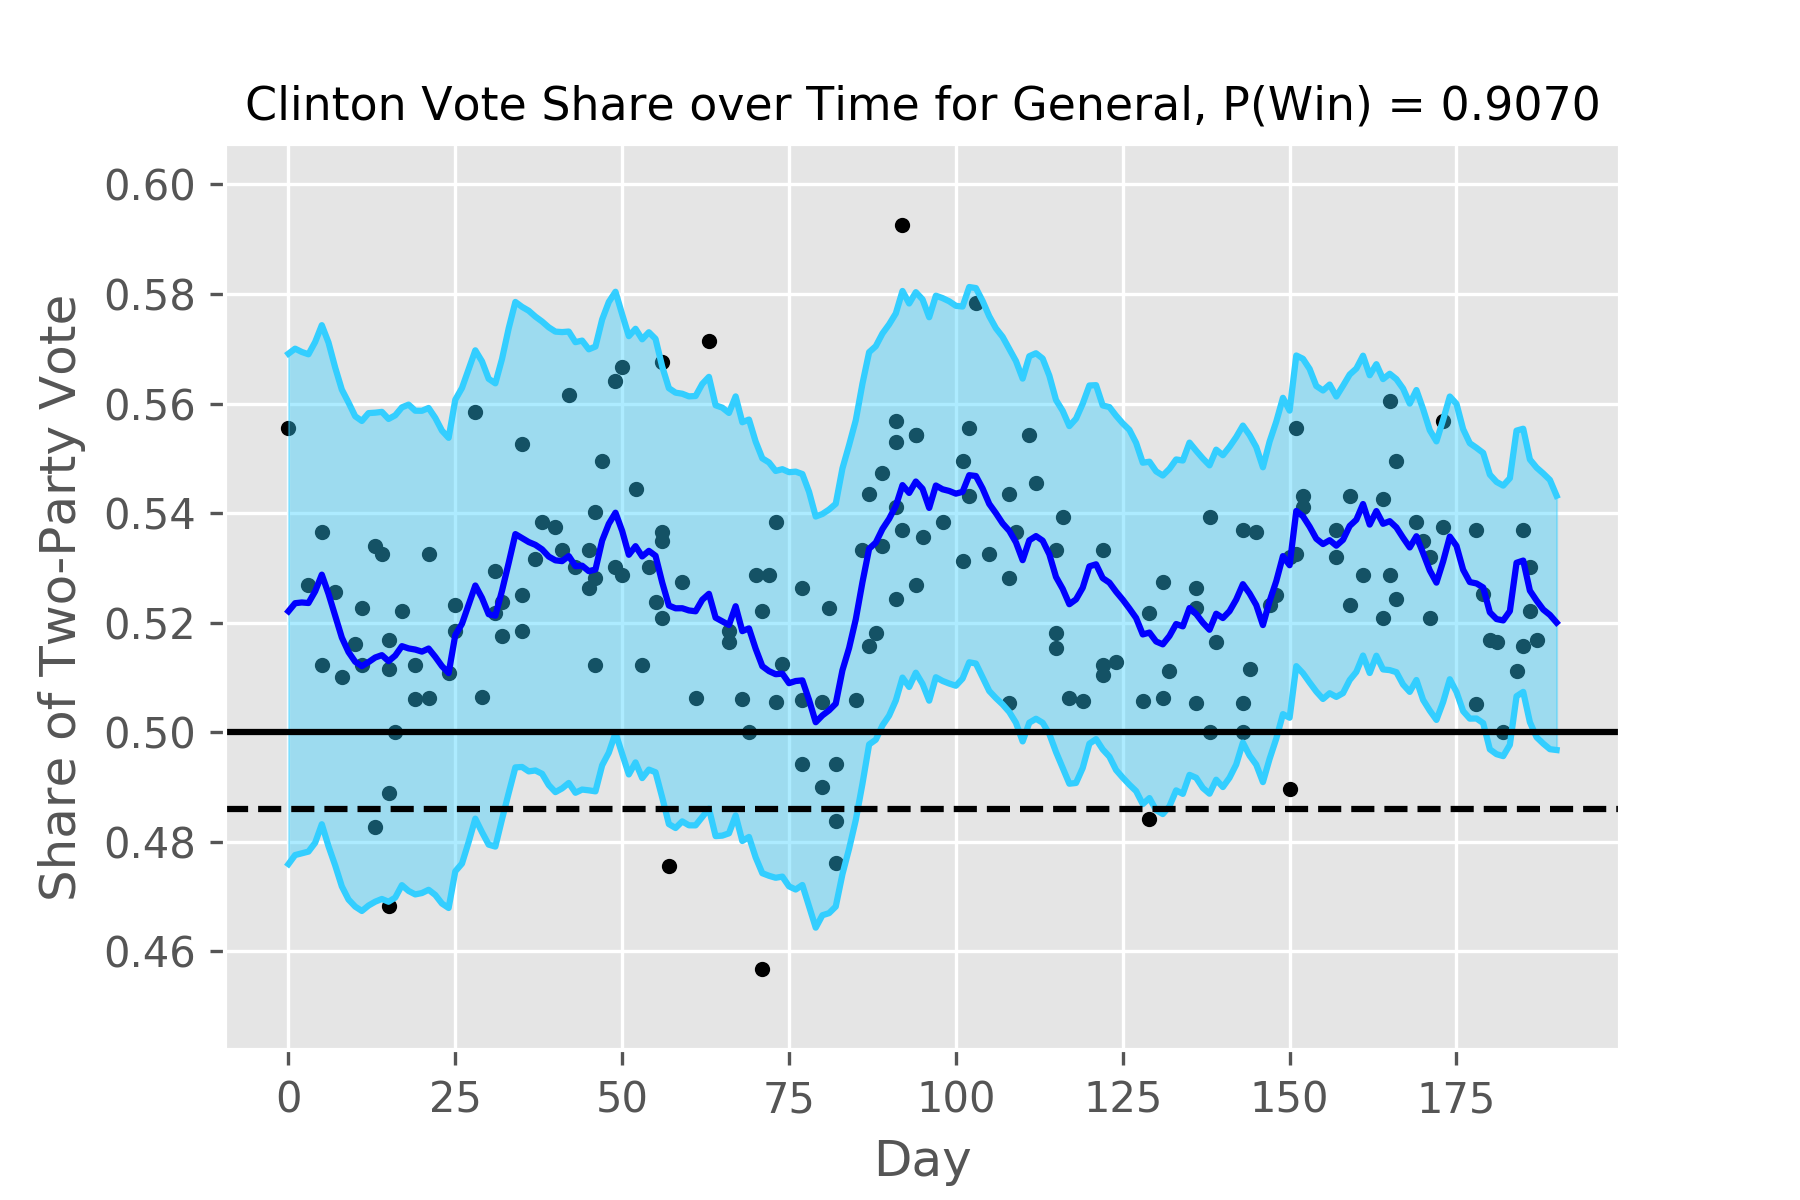 Clinton Vote Share over Time for General, P(Win) = 0.9070
Share of Two-Party Vote
0.60
0.58
0.56
0.54
0.52
0.50
0.48
0.46
0 25 50 75 100 125 150 175
Day